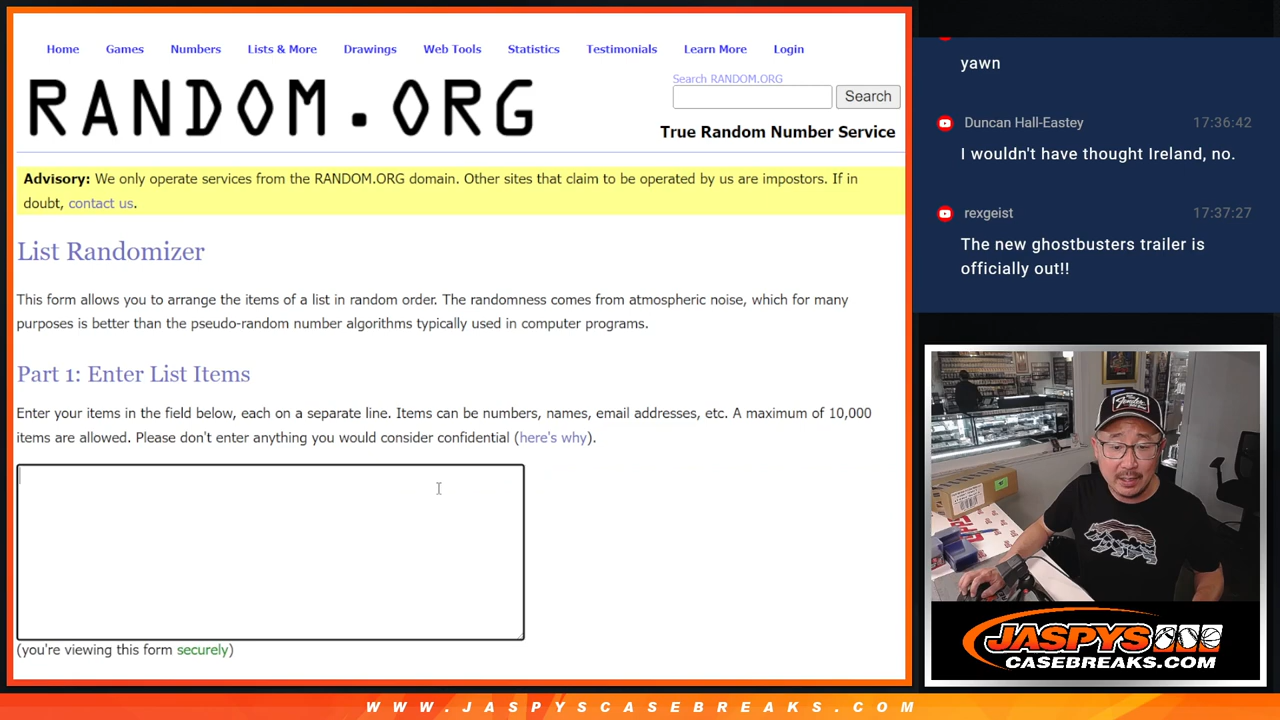 Home Games Numbers Lists & More Drawings Web Tools Statistics Testimonials Learn More Login
RANDOM.ORG
Search RANDOM.ORG
Search
True Random Number Service
Advisory: We only operate services from the RANDOM.ORG domain. Other sites that claim to be operated by us are impostors. If in
doubt, contact us.
List Randomizer
This form allows you to arrange the items of a list in random order. The randomness comes from atmospheric noise, which for many
purposes is better than the pseudo-random number algorithms typically used in computer programs.
Part 1: Enter List Items
Enter your items in the field below, each on a separate line. Items can be numbers, names, email addresses, etc. A maximum of 10,000
items are allowed. Please don't enter anything you would consider confidential (here's why).
(you're viewing this form securely)
yawn
Duncan Hall-Eastey 17:36:42
I wouldn't have thought Ireland, no.
rexgeist 17:37:27
The new ghostbusters trailer is
officially out!!
Fender
JASPYS
CASEBREAKS.COM
WWW.JASPYSCASEBREAKS.COM